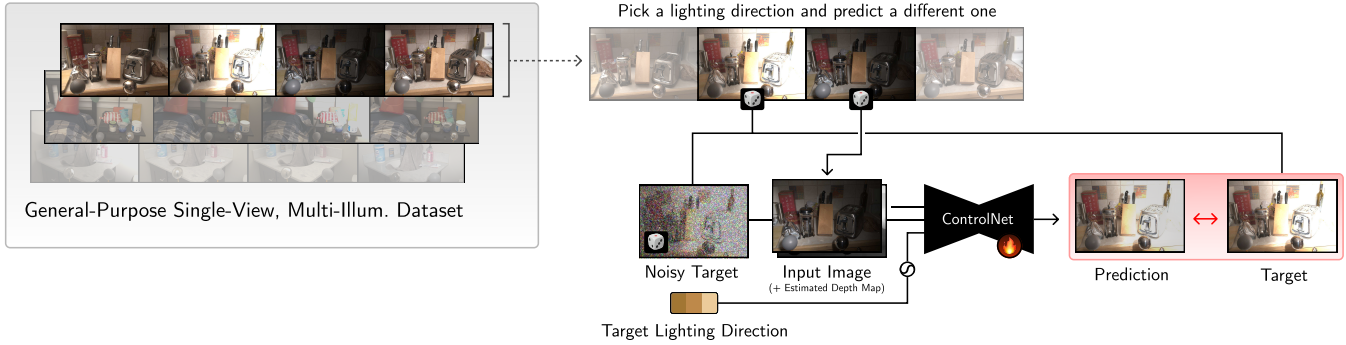 Pick a lighting direction and predict a different one
General-Purpose Single-View, Multi-Illum. Dataset
ControlNet
Noisy Target
Input Image
(+ Estimated Depth Map)
Prediction
Target
Target Lighting Direction